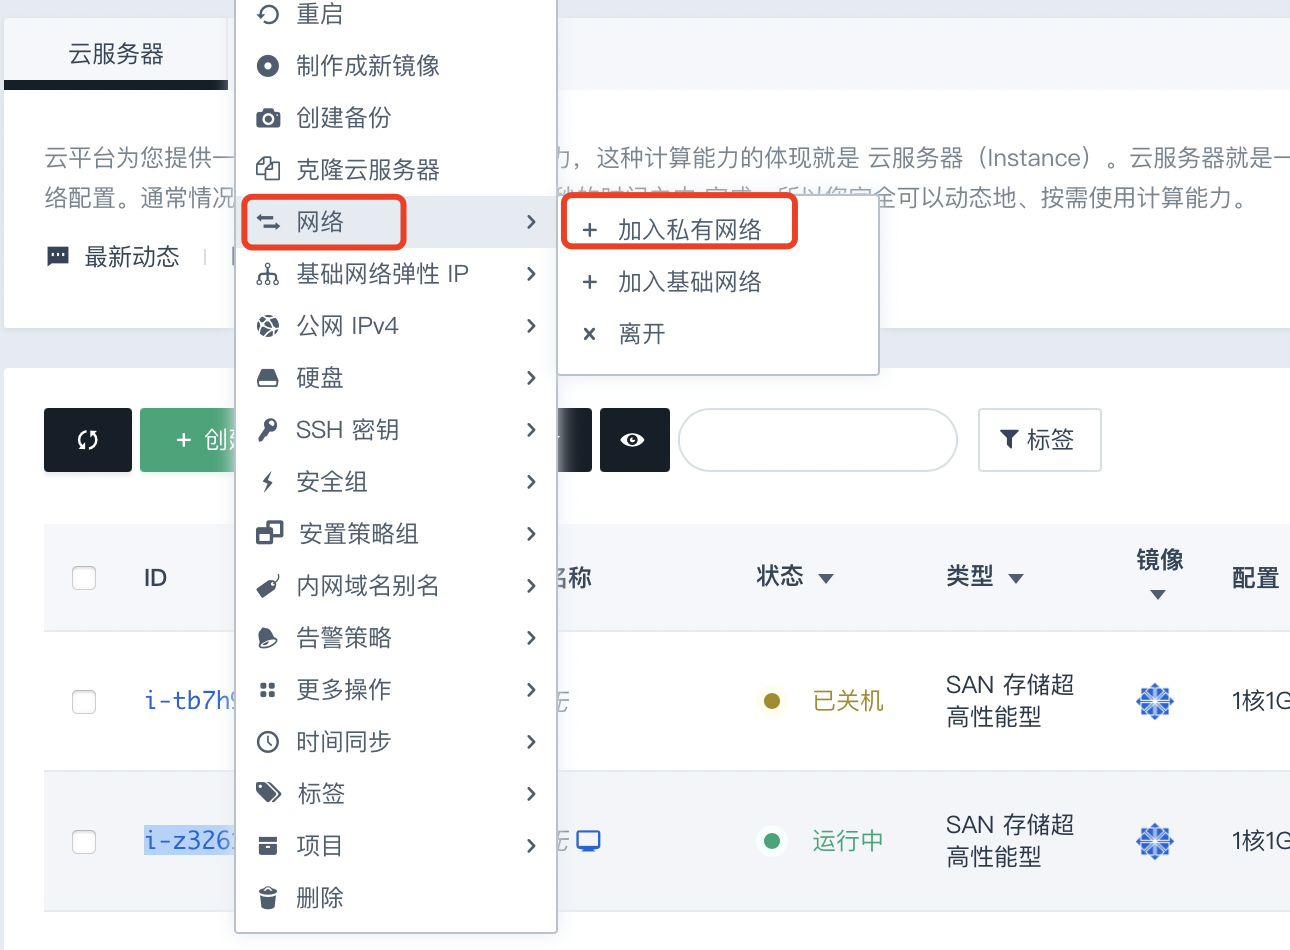 云服务器
重启
制作成新镜像
创建备份
克隆云服务器
网络
基础网络弹性 IP
公网 IPv4
硬盘
SSH 密钥
安全组
安置策略组
内网域名别名
告警策略
更多操作
时间同步
标签
项目
删除
加入私有网络
加入基础网络
离开
云平台为您提供一
力，这种计算能力的体现就是 云服务器（Instance）。云服务器就是一
络配置。通常情况
全可以动态地、按需使用计算能力。
最新动态
+ 创建
标签
ID
名称
状态
类型
镜像
配置
i-tb7h9
无
已关机
SAN 存储超
高性能型
1核1G
i-z326
无
运行中
SAN 存储超
高性能型
1核1G